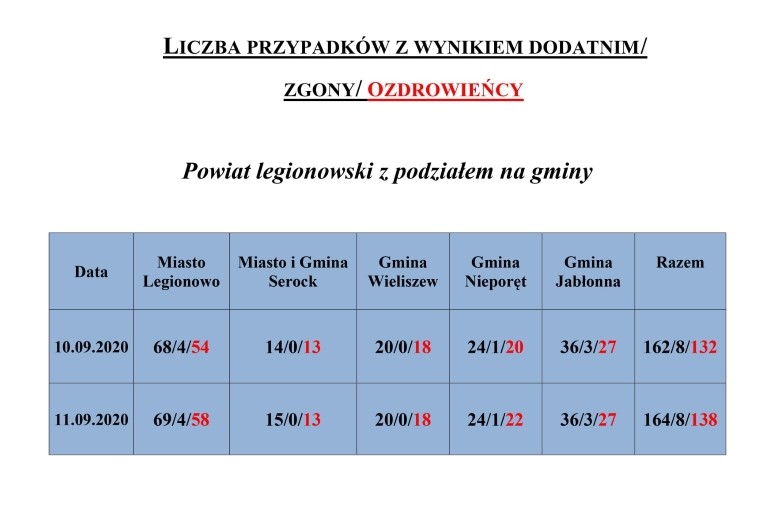 LICZBA PRZYPADKÓW Z WYNIKIEM DODATNIM/
ZGONY/ OZDROWIEŃCY
Powiat legionowski z podziałem na gminy
Data Miasto Legionowo Miasto i Gmina Serock Gmina Wieliszew Gmina Nieporęt Gmina Jabłonna Razem
10.09.2020 68/4/54 14/0/13 20/0/18 24/1/20 36/3/27 162/8/132
11.09.2020 69/4/58 15/0/13 20/0/18 24/1/22 36/3/27 164/8/138